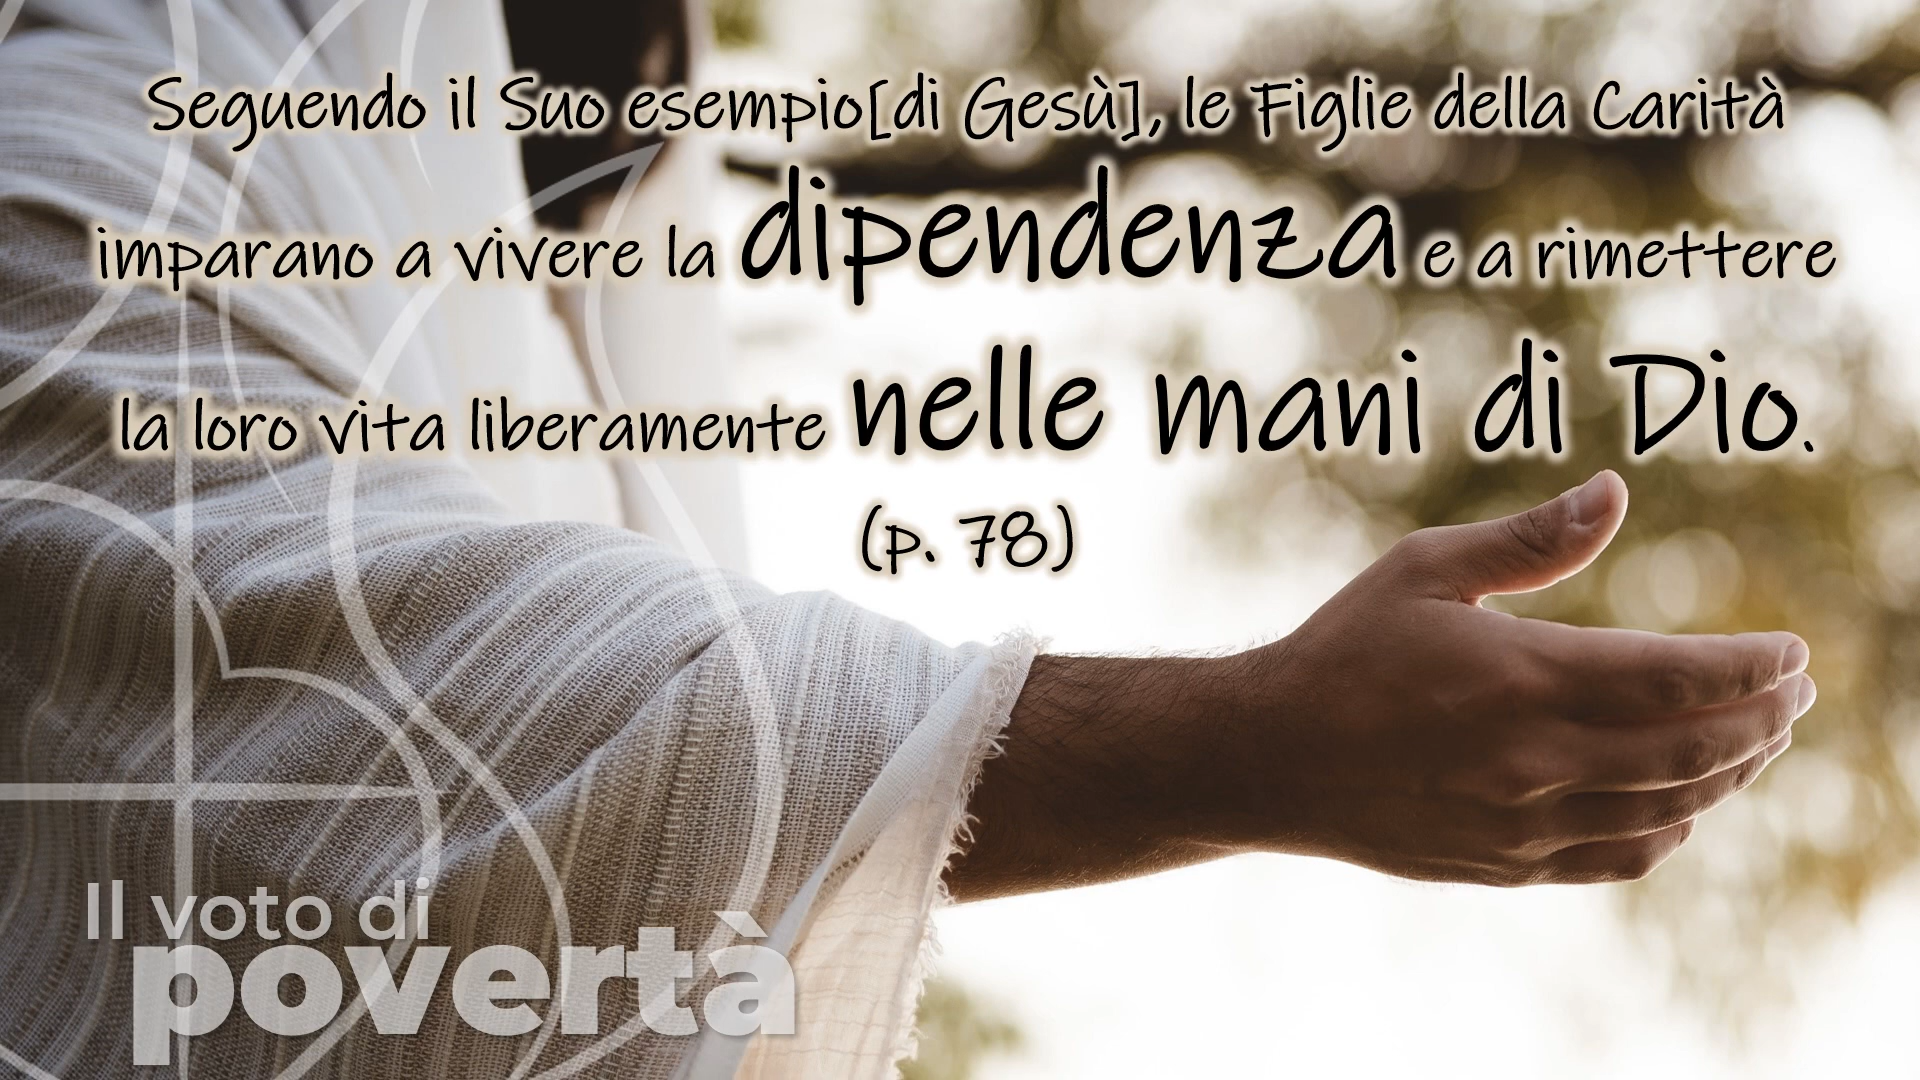 Seguendo il Suo esempio[di Gesù], le Figlie della Carità
imparano a vivere la dipendenza e a rimettere
la loro vita liberamente nelle mani di Dio.
(p. 78)
Il voto di
povertà